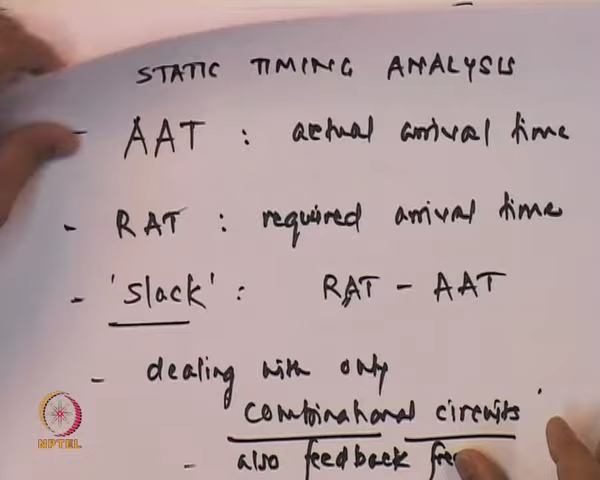 STATIC TIMING ANALYSIS
- AAT : actual arrival time
- RAT : required arrival time
- 'Slack' : RAT - AAT
- dealing with only
combinational circuits
- also feedback
NPTEL